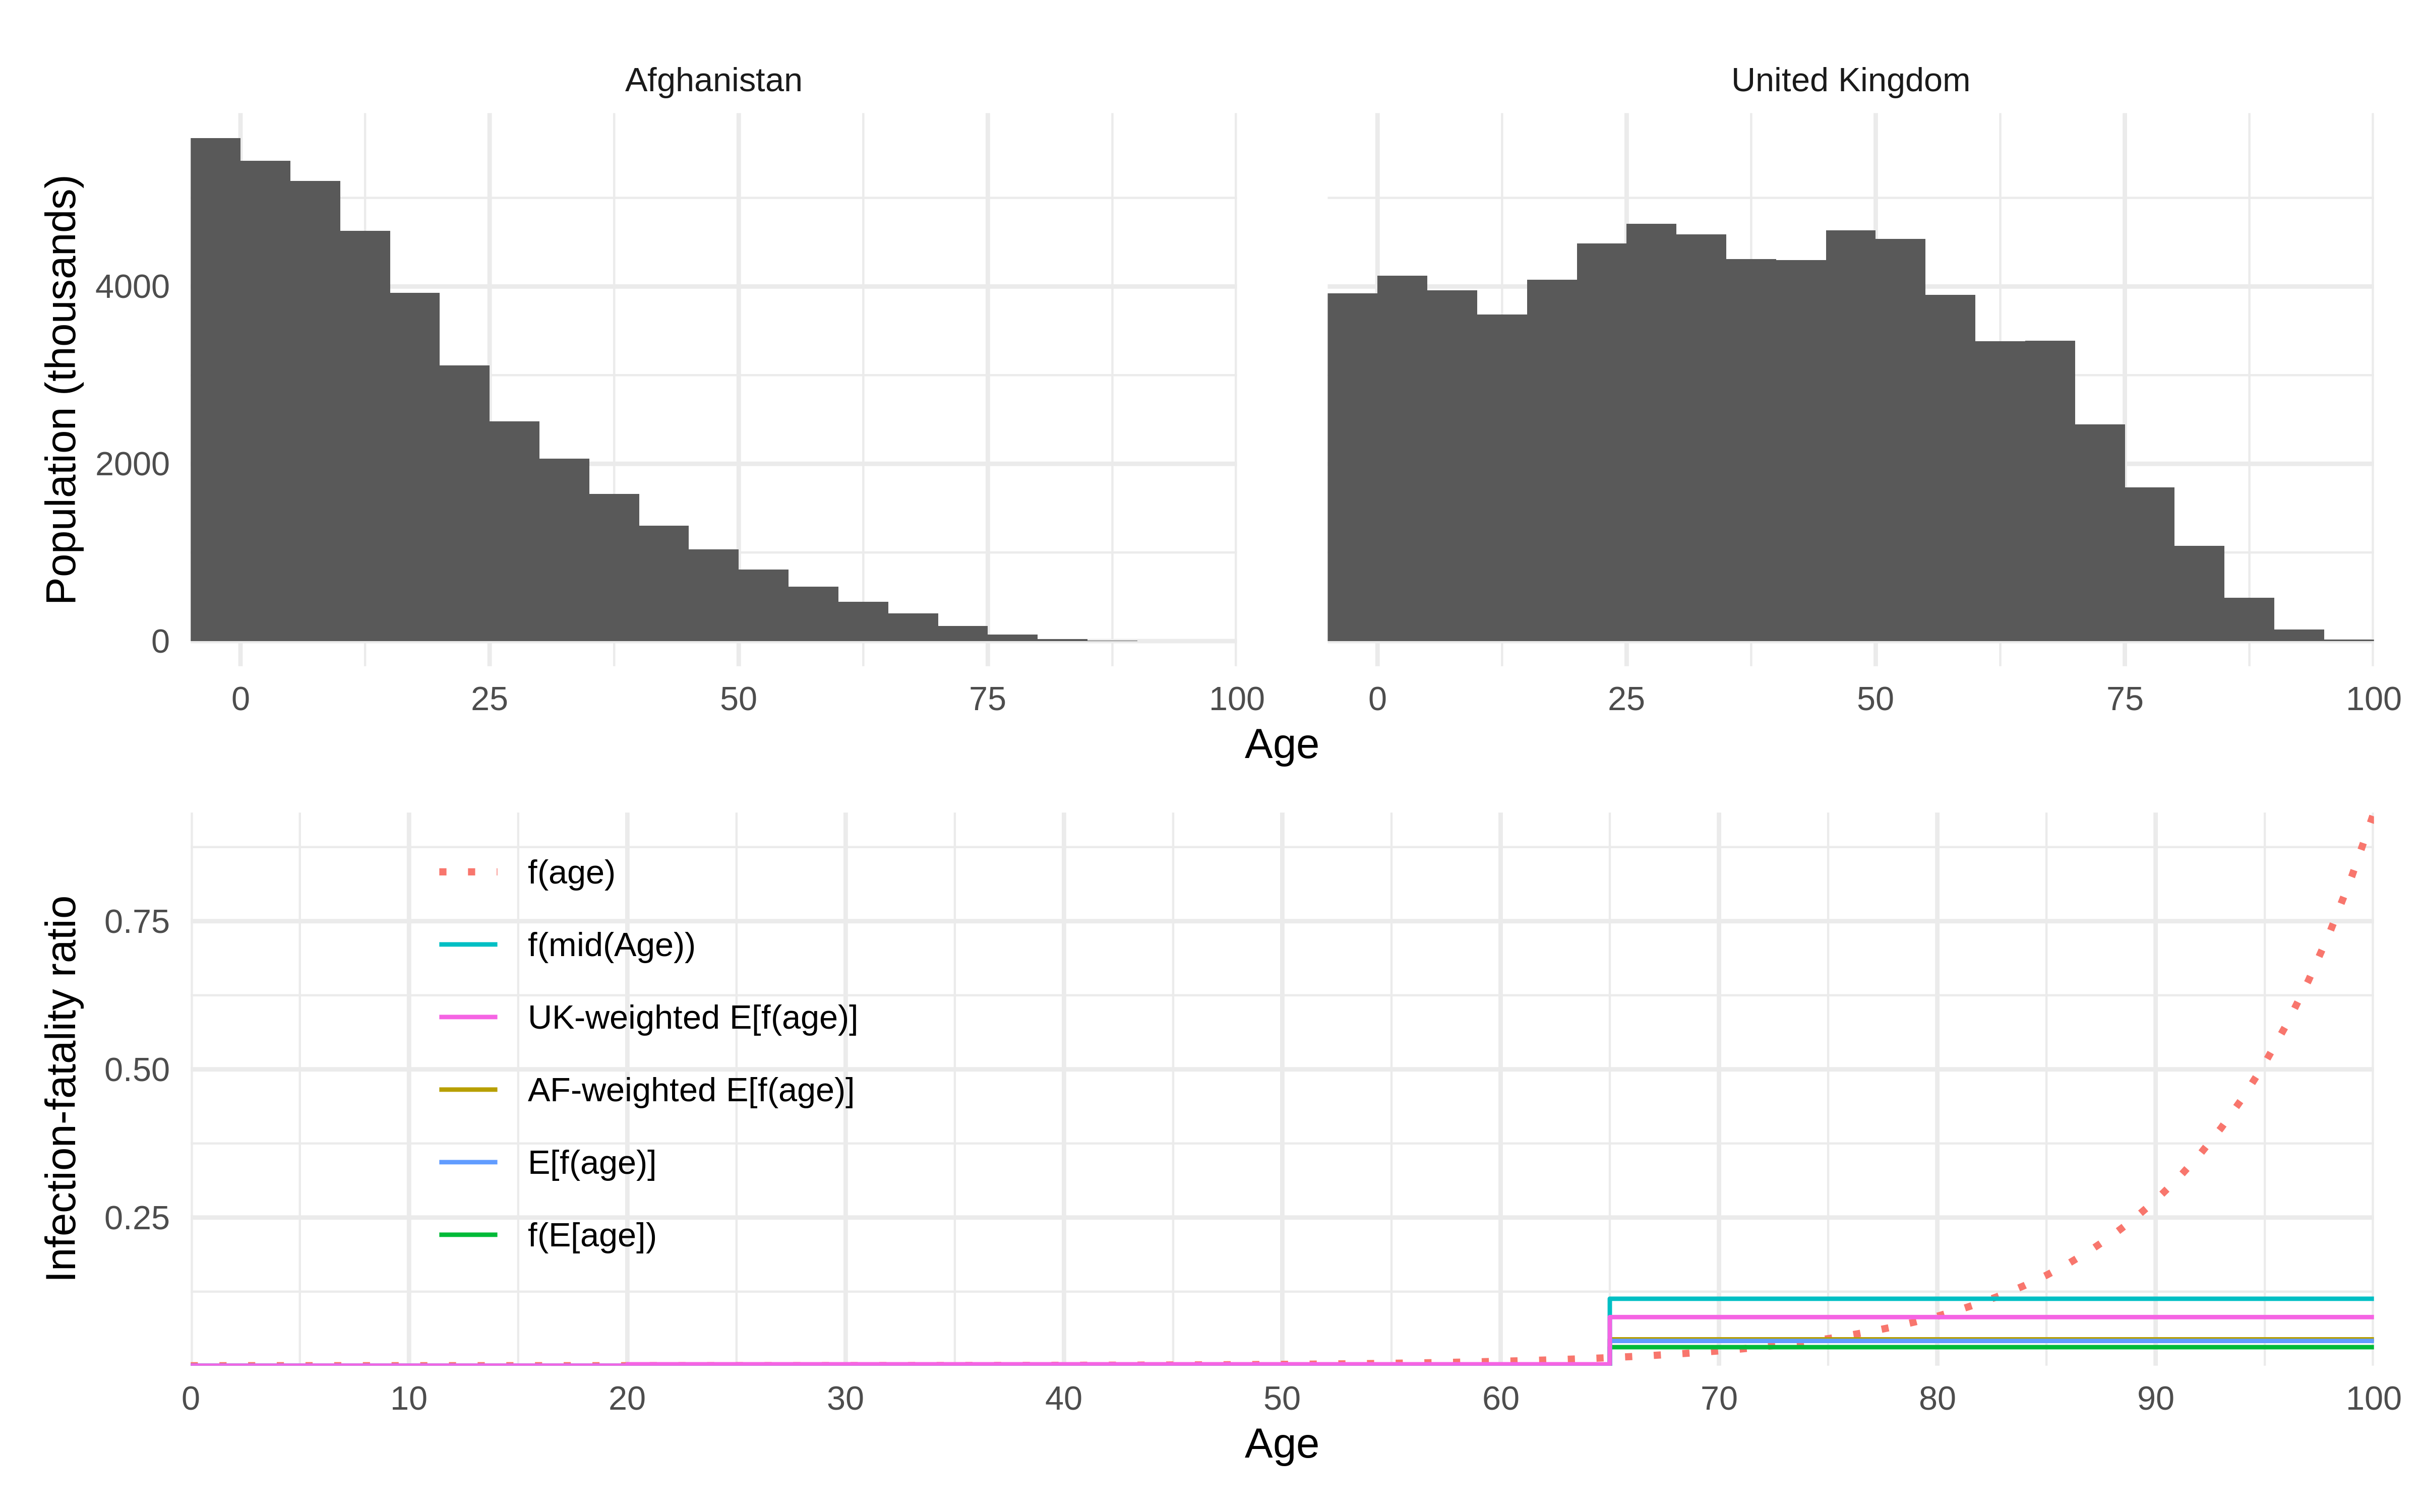 Afghanistan
United Kingdom
Population (thousands)
4000
2000
0
0 25 50 75 100
0 25 50 75 100
Age
Infection-fatality ratio
0.75
0.50
0.25
f(age)
f(mid(Age))
UK-weighted E[f(age)]
AF-weighted E[f(age)]
E[f(age)]
f(E[age])
0 10 20 30 40 50 60 70 80 90 100
Age